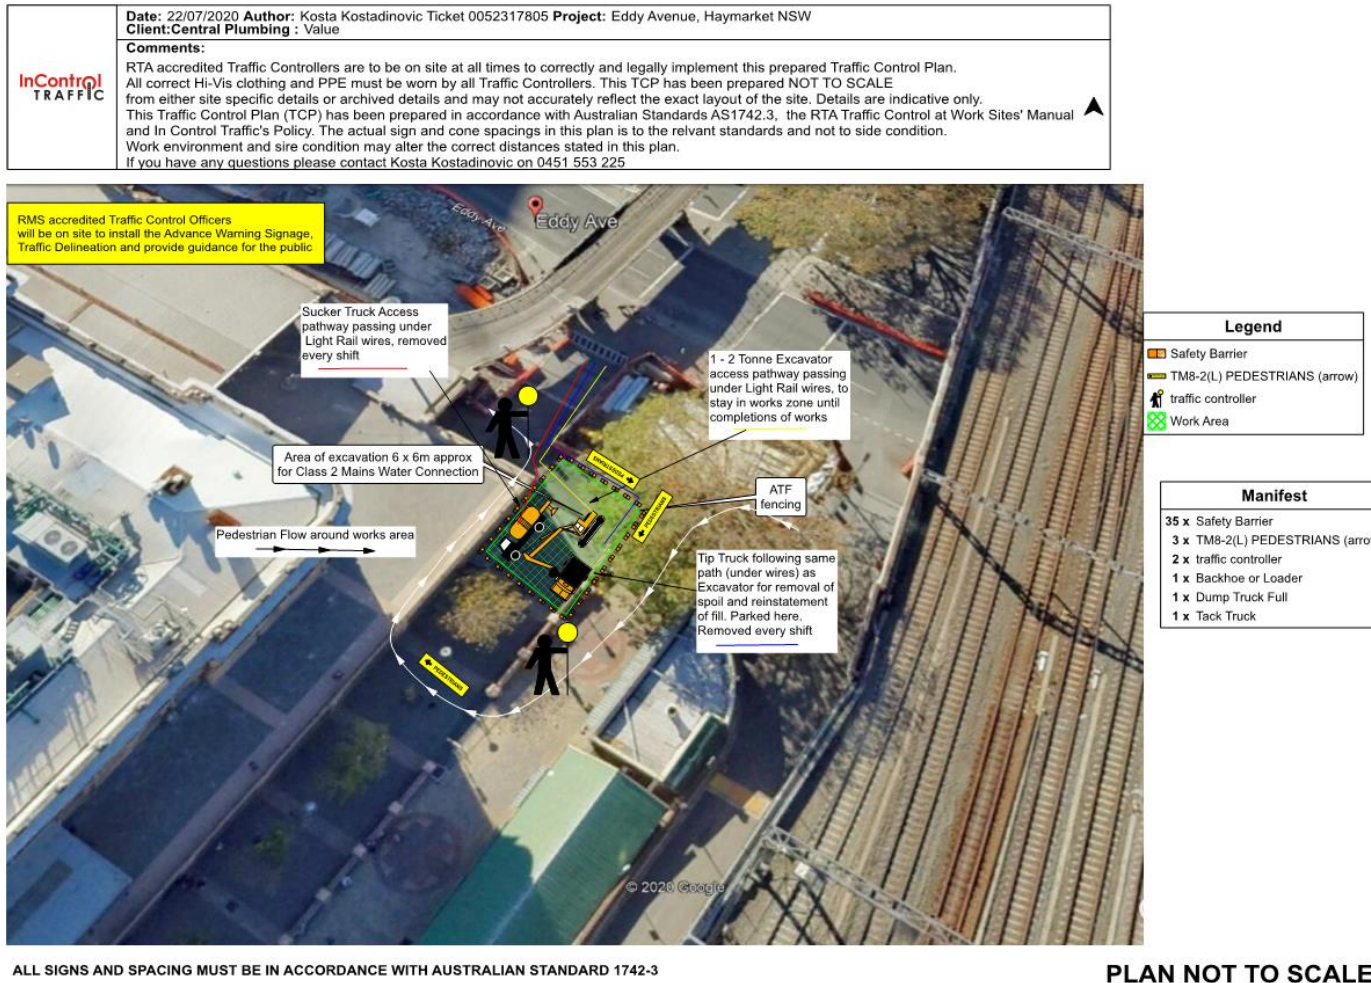 InControl
TRAFFIC
Date: 22/07/2020 Author: Kosta Kostadinovic Ticket 0052317805 Project: Eddy Avenue, Haymarket NSW
Client:Central Plumbing : Value
Comments:
RTA accredited Traffic Controllers are to be on site at all times to correctly and legally implement this prepared Traffic Control Plan.
All correct Hi-Vis clothing and PPE must be worn by all Traffic Controllers. This TCP has been prepared NOT TO SCALE
from either site specific details or archived details and may not accurately reflect the exact layout of the site. Details are indicative only.
This Traffic Control Plan (TCP) has been prepared in accordance with Australian Standards AS1742.3, the RTA Traffic Control at Work Sites' Manual
and In Control Traffic's Policy. The actual sign and cone spacings in this plan is to the relvant standards and not to side condition.
Work environment and sire condition may alter the correct distances stated in this plan.
If you have any questions please contact Kosta Kostadinovic on 0451 553 225
RMS accredited Traffic Control Officers
will be on site to install the Advance Warning Signage,
Traffic Delineation and provide guidance for the public
Eddy Ave
Eddy Ave
Sucker Truck Access
pathway passing under
Light Rail wires, removed
every shift
1 - 2 Tonne Excavator
access pathway passing
under Light Rail wires, to
stay in works zone until
completions of works
Area of excavation 6 x 6m approx
for Class 2 Mains Water Connection
PEDESTRIANS
PEDESTRIANS
ATF
fencing
Pedestrian Flow around works area
Tip Truck following same
path (under wires) as
Excavator for removal of
spoil and reinstatement
of fill. Parked here.
Removed every shift
PEDESTRIANS
© 2020 Google
Legend
Safety Barrier
TM8-2(L) PEDESTRIANS (arrow)
traffic controller
Work Area
Manifest
35 x Safety Barrier
3 x TM8-2(L) PEDESTRIANS (arrow
2 x traffic controller
1 x Backhoe or Loader
1 x Dump Truck Full
1 x Tack Truck
ALL SIGNS AND SPACING MUST BE IN ACCORDANCE WITH AUSTRALIAN STANDARD 1742-3
PLAN NOT TO SCALE